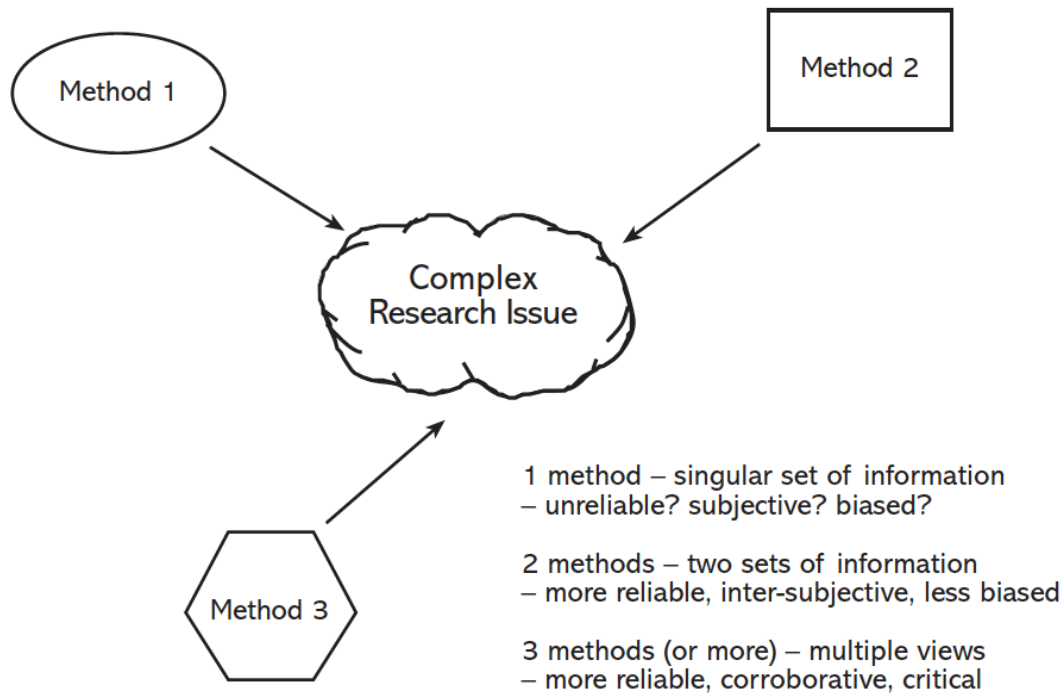 Method 1
Method 2
Complex
Research Issue
Method 3
1 method – singular set of information
– unreliable? subjective? biased?
2 methods – two sets of information
– more reliable, inter-subjective, less biased
3 methods (or more) – multiple views
– more reliable, corroborative, critical